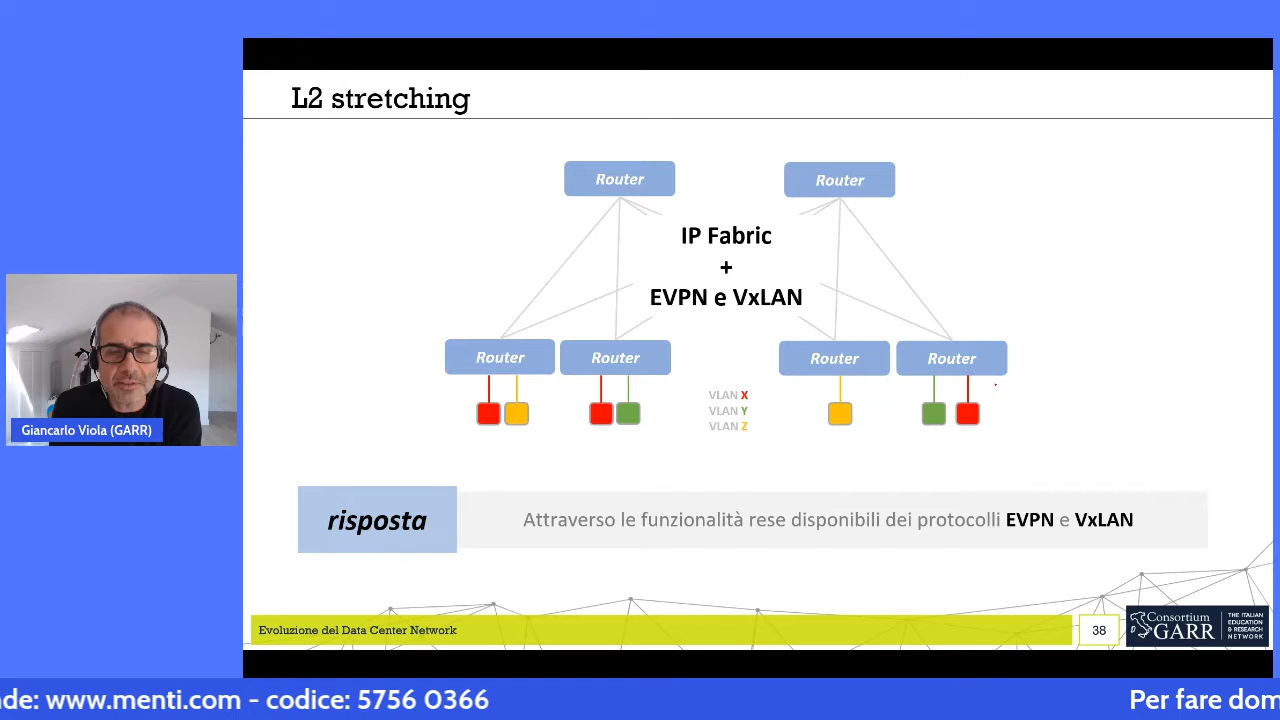 L2 stretching
Router
Router
IP Fabric
+
EVPN e VxLAN
Router
Router
Router
Router
VLAN X
VLAN Y
VLAN Z
Giancarlo Viola (GARR)
risposta
Attraverso le funzionalità rese disponibili dei protocolli EVPN e VxLAN
Evoluzione del Data Center Network
38
Consortium
GARR
THE ITALIAN
EDUCATION
& RESEARCH
NETWORK
nde: www.menti.com - codice: 5756 0366
Per fare dom